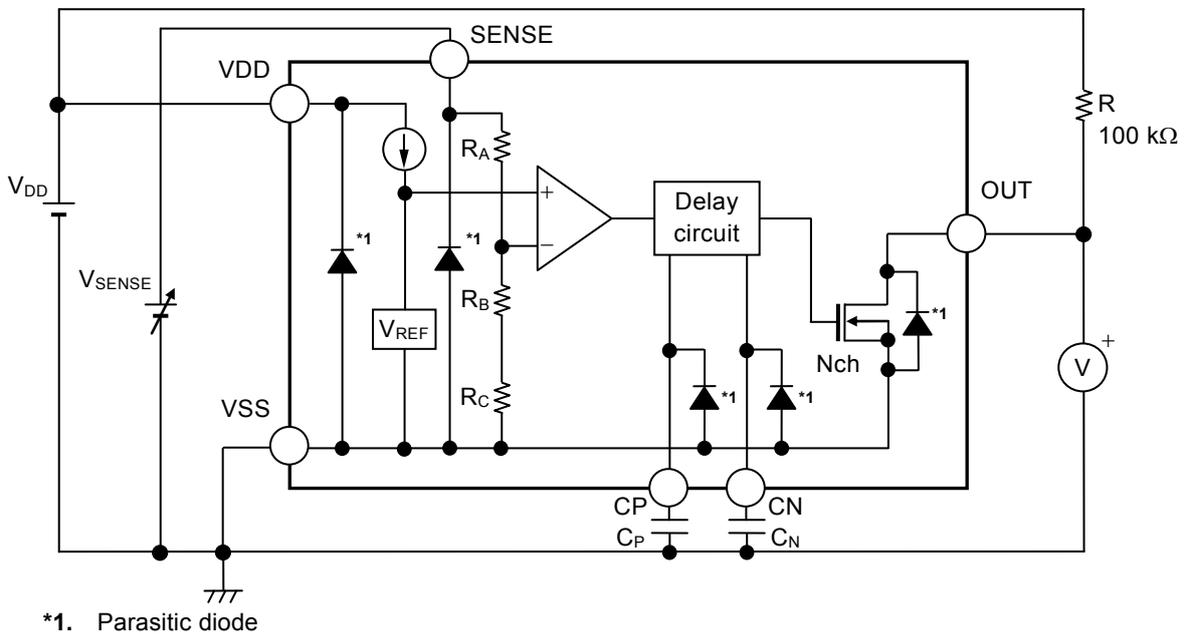 SENSE
VDD
R
100 kΩ
RA
VDD
+
Delay
circuit
OUT
*1
*1
−
VSENSE
RB
VREF
*1
+
Nch
V
VSS
RC
*1
*1
CP
CN
CP
CN
*1. Parasitic diode